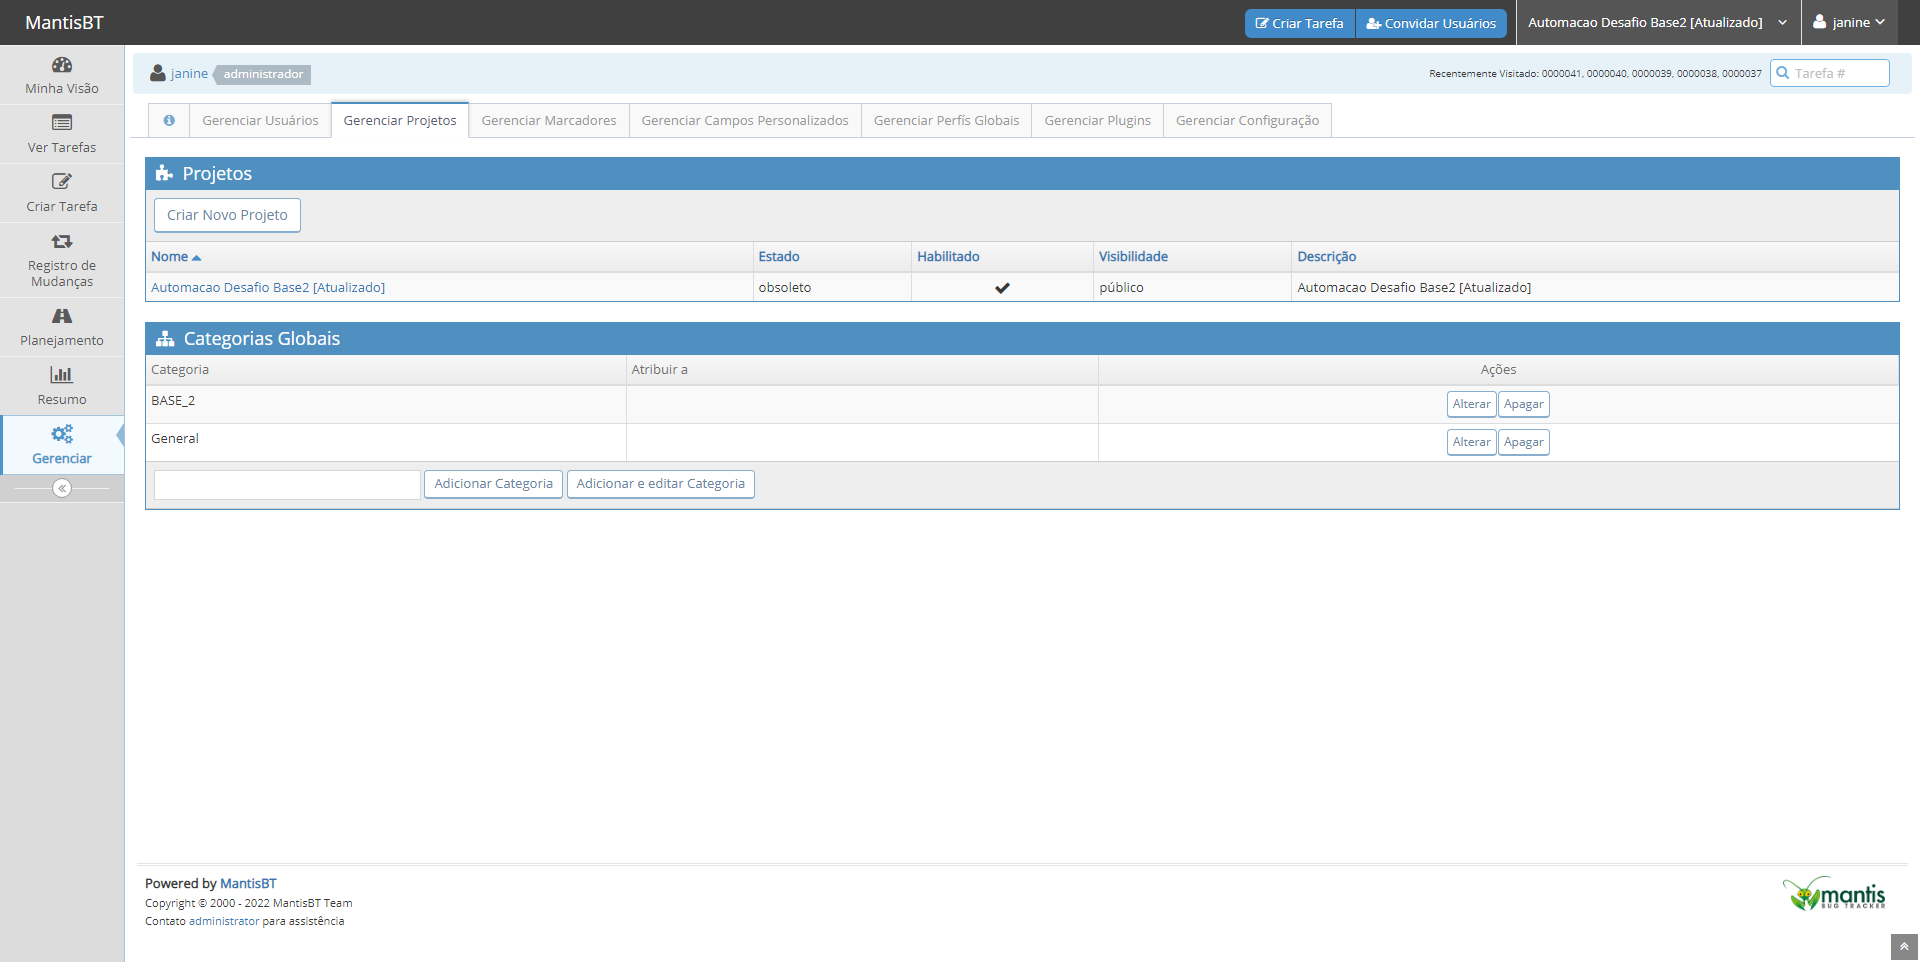 MantisBT
Criar Tarefa
Convidar Usuários
Automacao Desafio Base2 [Atualizado]
janine
Minha Visão
Ver Tarefas
Criar Tarefa
Registro de
Mudanças
Planejamento
Resumo
Gerenciar
janine administrador
Recentemente Visitado: 0000041, 0000040, 0000039, 0000038, 0000037
Tarefa #
Gerenciar Usuários
Gerenciar Projetos
Gerenciar Marcadores
Gerenciar Campos Personalizados
Gerenciar Perfís Globais
Gerenciar Plugins
Gerenciar Configuração
Projetos
Criar Novo Projeto
Nome Estado Habilitado Visibilidade Descrição
Automacao Desafio Base2 [Atualizado] obsoleto público Automacao Desafio Base2 [Atualizado]
Categorias Globais
Categoria Atribuir a Ações
BASE_2 Alterar Apagar
General Alterar Apagar
Adicionar Categoria Adicionar e editar Categoria
Powered by MantisBT
Copyright © 2000 - 2022 MantisBT Team
Contato administrator para assistência
mantis
BUG TRACKER